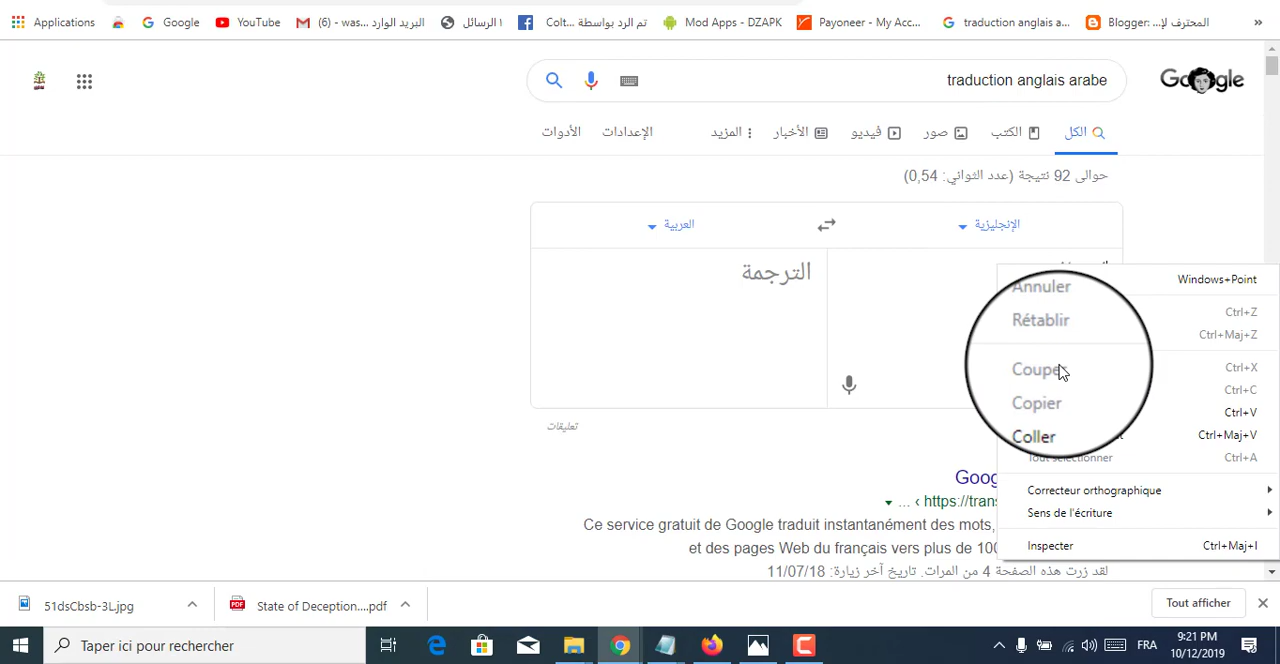 Applications
Google
YouTube
(6) - was... البريد الوارد
الرسائل ١
Colt... تم الرد بواسطة
Mod Apps - DZAPK
Payoneer - My Acc...
traduction anglais a...
Blogger: ...المحترف لإ
»
traduction anglais arabe
Google
الكل
الكتب
صور
فيديو
الأخبار
المزيد
الإعدادات
الأدوات
حوالى 92 نتيجة (عدد الثواني: 0,54)
الإنجليزية
العربية
الترجمة
Windows+Point
Annuler
Ctrl+Z
Rétablir
Ctrl+Maj+Z
Couper
Ctrl+X
Copier
Ctrl+C
Coller
Ctrl+V
Ctrl+Maj+V
Tout sélectionner
Ctrl+A
Correcteur orthographique
Sens de l'écriture
Inspecter
Ctrl+Maj+I
تعليقات
Goog
... ‹ https://trans
Ce service gratuit de Google traduit instantanément des mots,
et des pages Web du français vers plus de 100
لقد زرت هذه الصفحة 4 من المرات. تاريخ آخر زيارة: 11/07/18
51dsCbsb-3L.jpg
PDF
State of Deception....pdf
Tout afficher
Taper ici pour rechercher
FRA
9:21 PM
10/12/2019